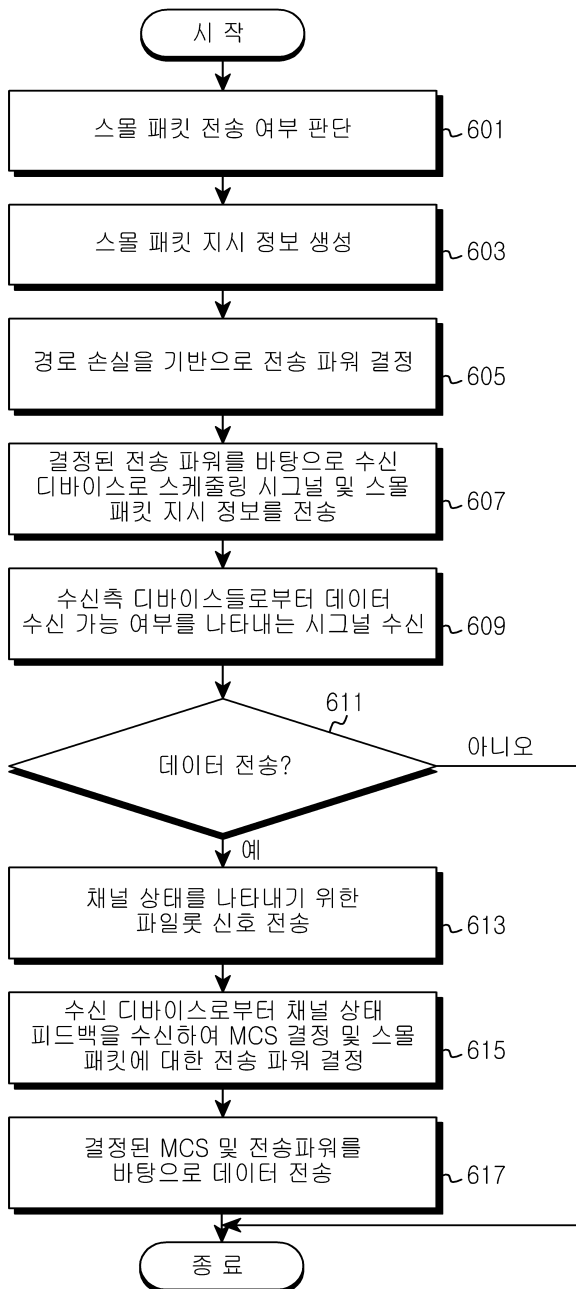 시 작
스몰 패킷 전송 여부 판단
601
스몰 패킷 지시 정보 생성
603
경로 손실을 기반으로 전송 파워 결정
605
결정된 전송 파워를 바탕으로 수신
디바이스로 스케줄링 시그널 및 스몰
패킷 지시 정보를 전송
607
수신측 디바이스들로부터 데이터
수신 가능 여부를 나타내는 시그널 수신
609
611
데이터 전송?
아니오
예
채널 상태를 나타내기 위한
파일롯 신호 전송
613
수신 디바이스로부터 채널 상태
피드백을 수신하여 MCS 결정 및 스몰
패킷에 대한 전송 파워 결정
615
결정된 MCS 및 전송파워를
바탕으로 데이터 전송
617
종 료